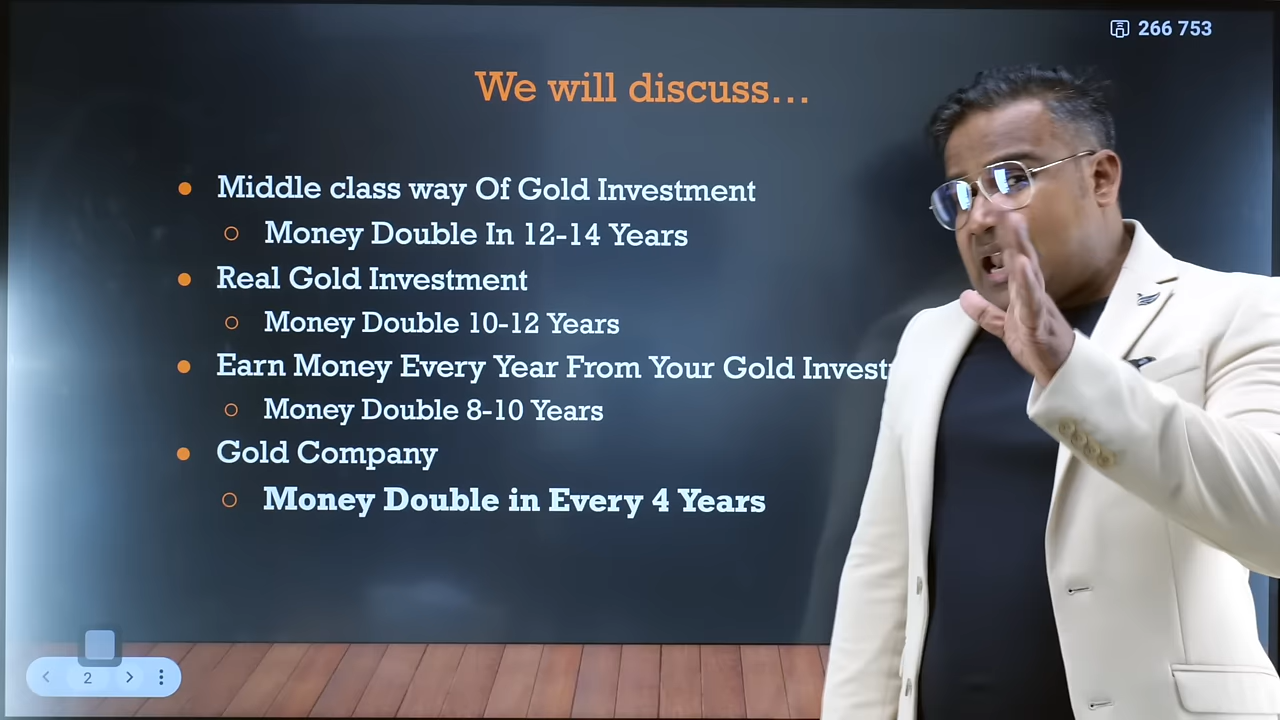 266 753
We will discuss...
Middle class way Of Gold Investment
Money Double In 12-14 Years
Real Gold Investment
Money Double 10-12 Years
Earn Money Every Year From Your Gold
Money Double 8-10 Years
Gold Company
Money Double in Every 4 Years
2